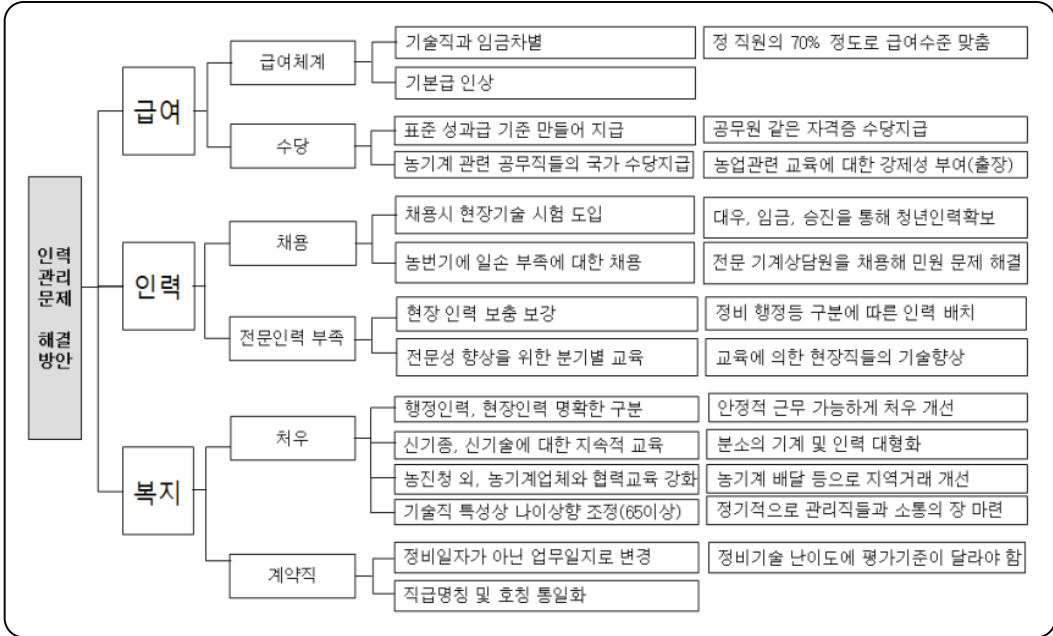 인력
관리
문제
해결
방안
급여
급여체계
기술직과 임금차별
정 직원의 70% 정도로 급여수준 맞춤
기본급 인상
수당
표준 성과급 기준 만들어 지급
공무원 같은 자격증 수당지급
농기계 관련 공무직들의 국가 수당지급
농업관련 교육에 대한 강제성 부여(출장)
인력
채용
채용시 현장기술 시험 도입
대우, 임금, 승진을 통해 청년인력확보
농번기에 일손 부족에 대한 채용
전문 기계상담원을 채용해 민원 문제 해결
전문인력 부족
현장 인력 보충 보강
정비 행정등 구분에 따른 인력 배치
전문성 향상을 위한 분기별 교육
교육에 의한 현장직들의 기술향상
복지
처우
행정인력, 현장인력 명확한 구분
안정적 근무 가능하게 처우 개선
신기종, 신기술에 대한 지속적 교육
분소의 기계 및 인력 대형화
농진청 외, 농기계업체와 협력교육 강화
농기계 배달 등으로 지역거래 개선
기술직 특성상 나이상향 조정(65이상)
정기적으로 관리직들과 소통의 장 마련
계약직
정비일자가 아닌 업무일지로 변경
정비기술 난이도에 평가기준이 달라야 함
직급명칭 및 호칭 통일화